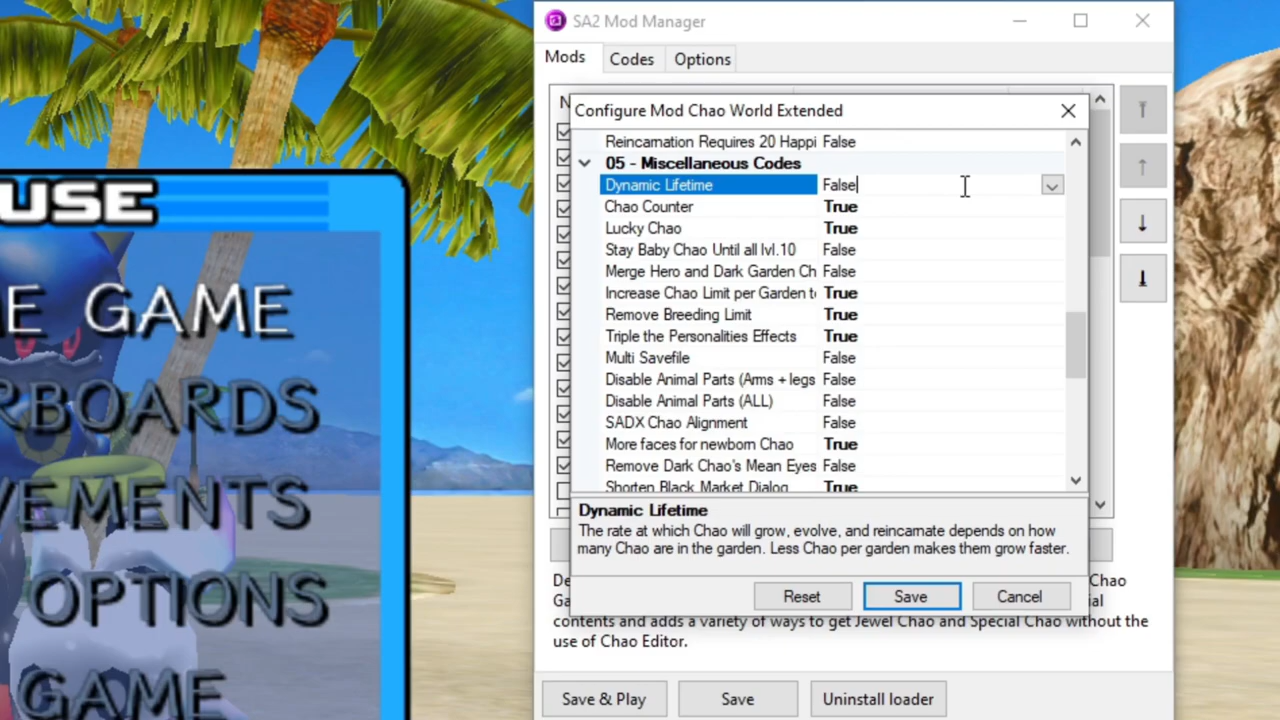 SA2 Mod Manager
Mods
Codes
Options
N
Configure Mod Chao World Extended
Reincarnation Requires 20 Happi False
05 - Miscellaneous Codes
Dynamic Lifetime False
Chao Counter True
Lucky Chao True
Stay Baby Chao Until all lvl.10 False
Merge Hero and Dark Garden Ch False
Increase Chao Limit per Garden to True
Remove Breeding Limit True
Triple the Personalities Effects True
Multi Savefile False
Disable Animal Parts (Arms + legs False
Disable Animal Parts (ALL) False
SADX Chao Alignment False
More faces for newborn Chao True
Remove Dark Chao's Mean Eyes False
Shorten Black Market Dialog True
Dynamic Lifetime
The rate at which Chao will grow, evolve, and reincarnate depends on how
many Chao are in the garden. Less Chao per garden makes them grow faster.
Reset
Save
Cancel
De Chao
Ga ial
contents and adds a variety of ways to get Jewel Chao and Special Chao without the
use of Chao Editor.
Save & Play
Save
Uninstall loader
USE
E GAME
RBOARDS
VEMENTS
OPTIONS
GAME